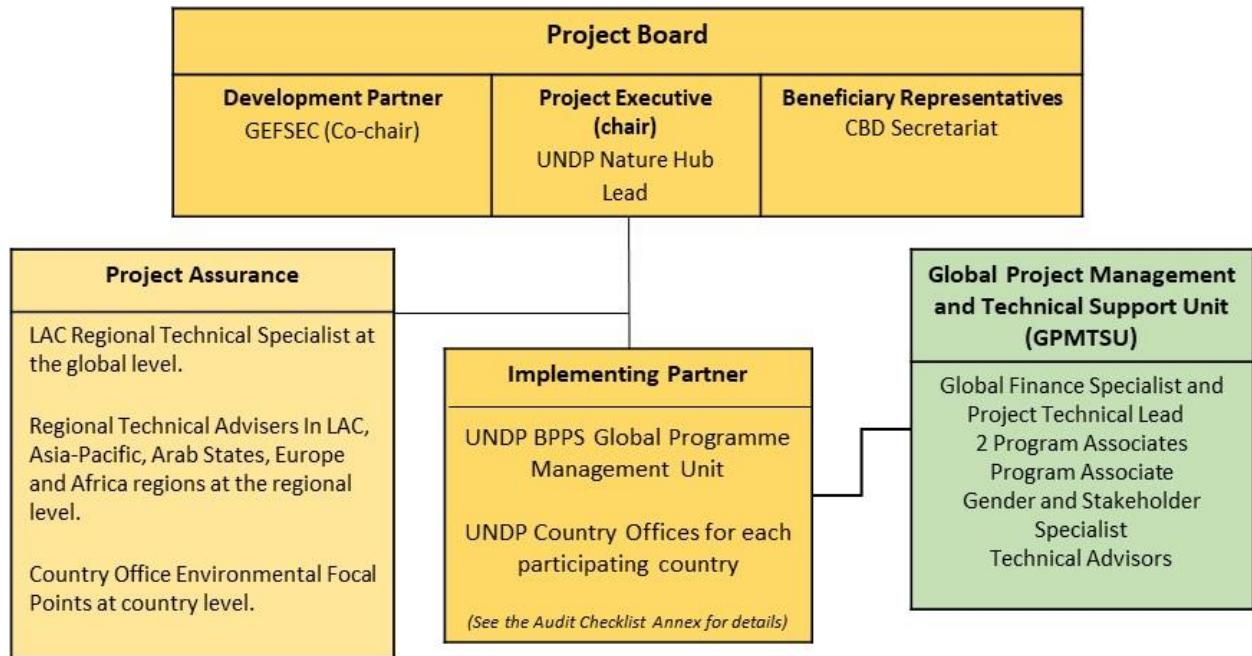 Project Board
Development Partner
GEFSEC (Co-chair)
Project Executive
(chair)
UNDP Nature Hub
Lead
Beneficiary Representatives
CBD Secretariat
Project Assurance
LAC Regional Technical Specialist at
the global level.
Regional Technical Advisers In LAC,
Asia-Pacific, Arab States, Europe
and Africa regions at the regional
level.
Country Office Environmental Focal
Points at country level.
Implementing Partner
UNDP BPPS Global Programme
Management Unit
UNDP Country Offices for each
participating country
(See the Audit Checklist Annex for details)
Global Project Management
and Technical Support Unit
(GPMTSU)
Global Finance Specialist and
Project Technical Lead
2 Program Associates
Program Associate
Gender and Stakeholder
Specialist
Technical Advisors